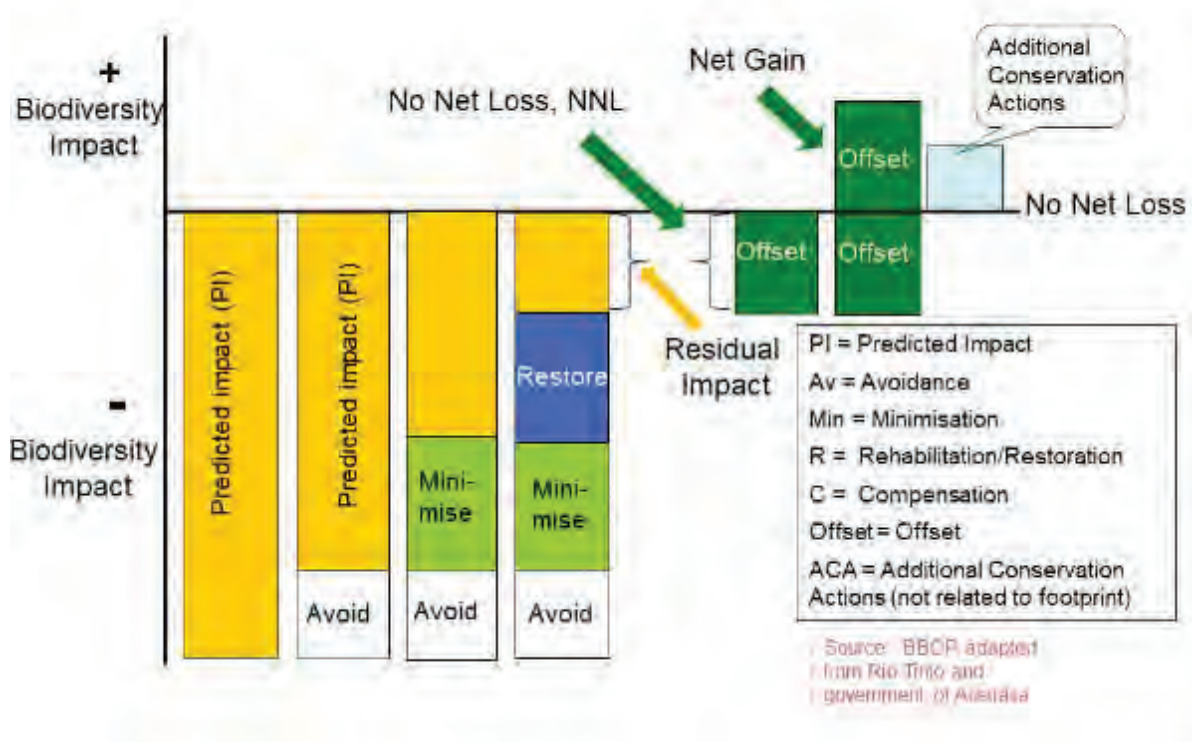 +
Biodiversity
Impact
No Net Loss, NNL
Net Gain
Additional
Conservation
Actions
Offset
No Net Loss
Predicted impact (PI)
Predicted impact (PI)
Offset
Offset
Restore
Residual
Impact
-
Biodiversity
Impact
Mini-
mise
Mini-
mise
Avoid
Avoid
Avoid
PI = Predicted Impact
Av = Avoidance
Min = Minimisation
R = Rehabilitation/Restoration
C = Compensation
Offset = Offset
ACA = Additional Conservation
Actions (not related to footprint)
Source: BBOP adapted
from Rio Tinto and
government of Australia